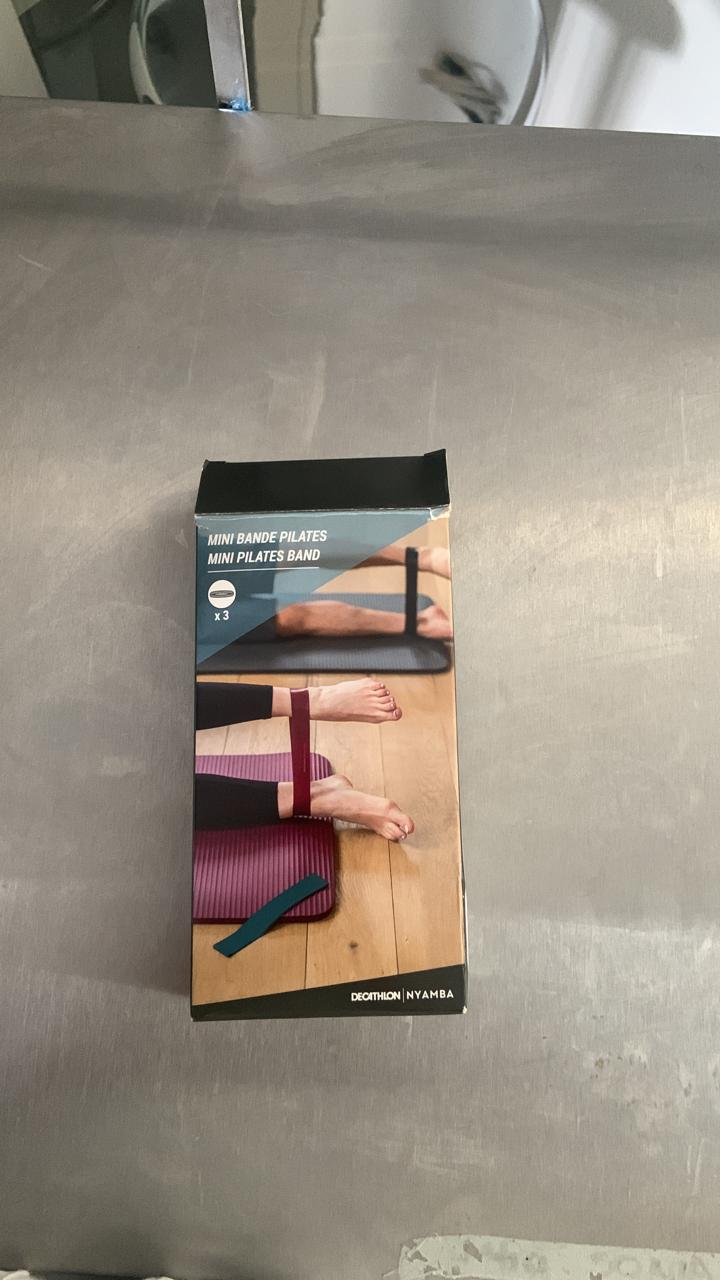 MINI BANDE PILATES
MINI PILATES BAND
x 3
DECATHLON | NYAMBA